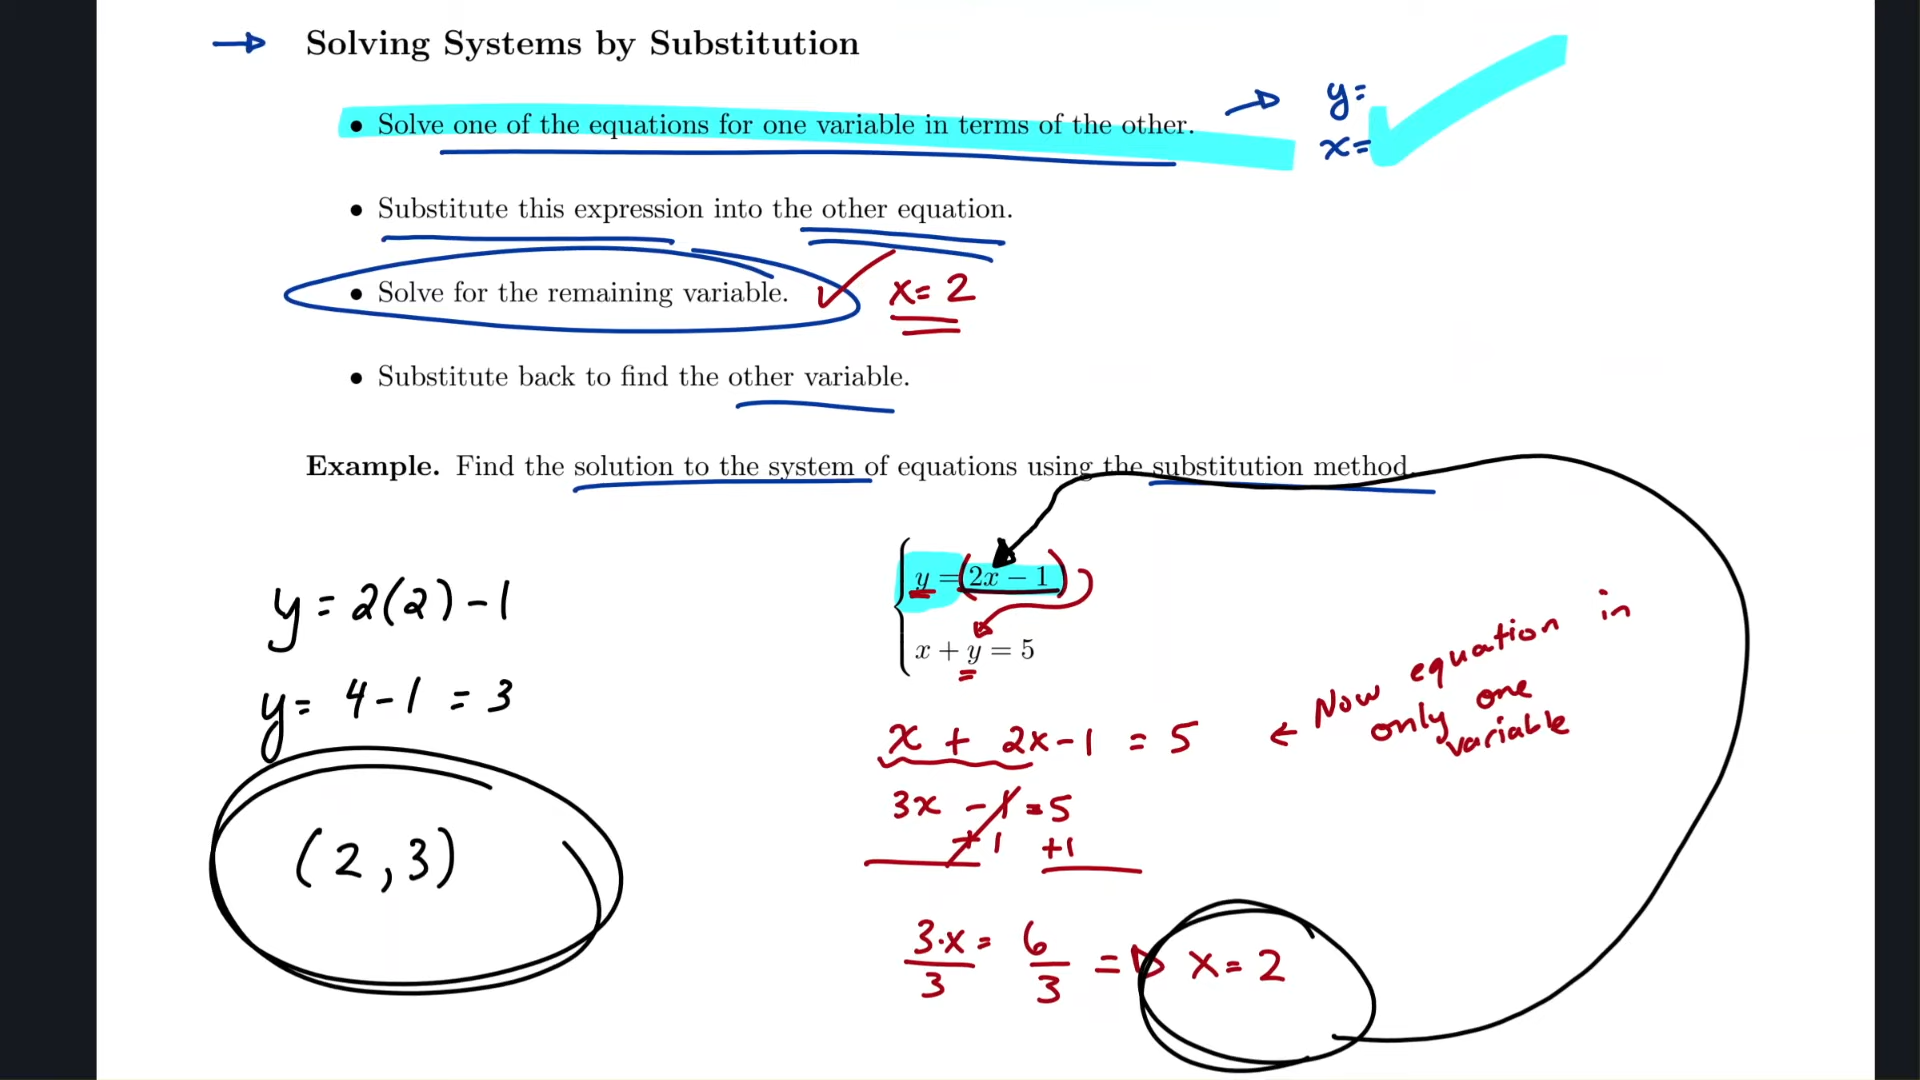 Solving Systems by Substitution
• Solve one of the equations for one variable in terms of the other.
y=
x=
• Substitute this expression into the other equation.
• Solve for the remaining variable.
x= 2
• Substitute back to find the other variable.
Example. Find the solution to the system of equations using the substitution method.
y = (2x − 1)
x + y = 5
x + 2x-1 = 5
← Now equation in
only one
variable
3x -1 = 5
+1 +1
3·x = 6
3 3
=> x= 2
y = 2(2) -1
y= 4-1 = 3
(2,3)